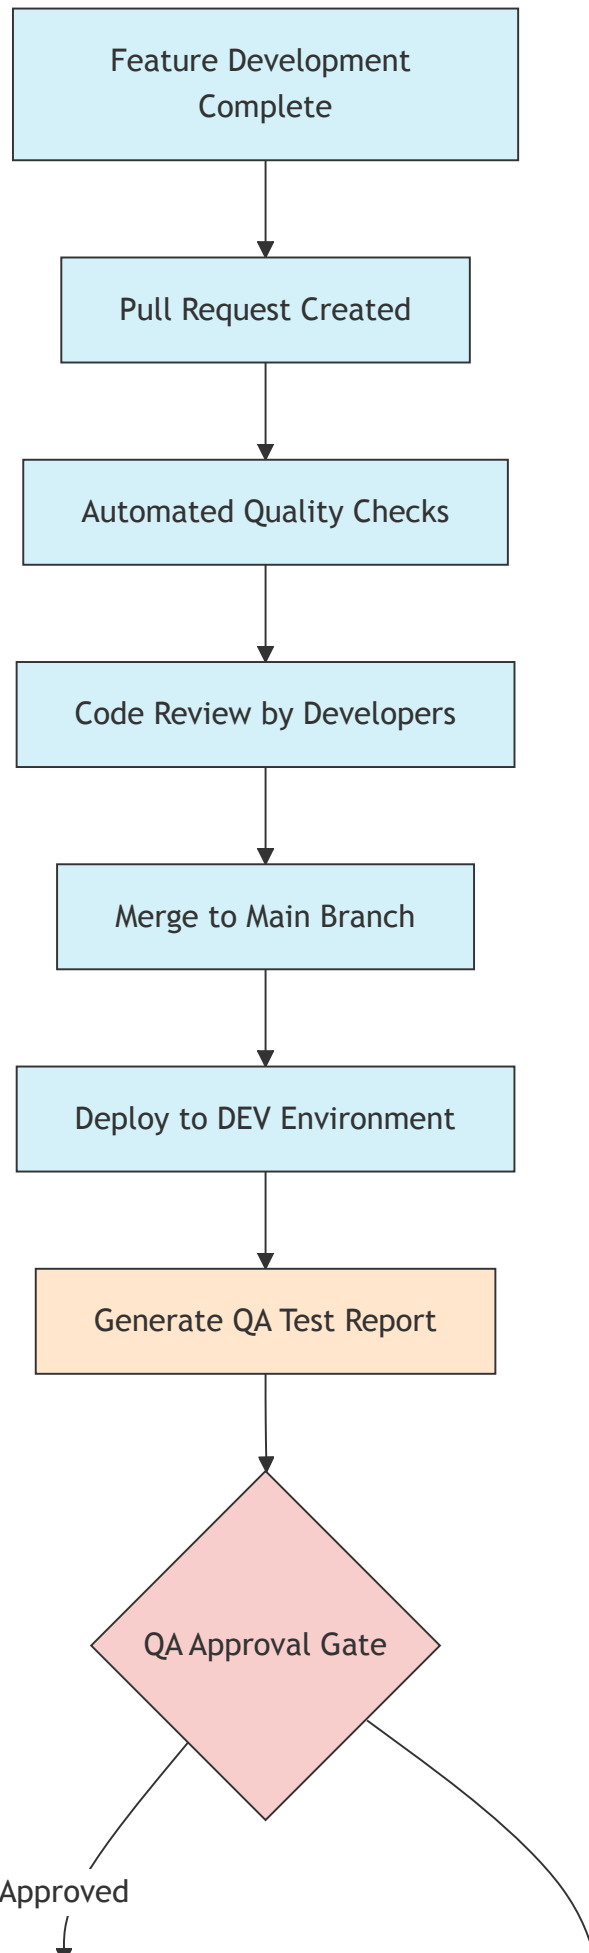 Feature Development
Complete
Pull Request Created
Automated Quality Checks
Code Review by Developers
Merge to Main Branch
Deploy to DEV Environment
Generate QA Test Report
QA Approval Gate
Approved